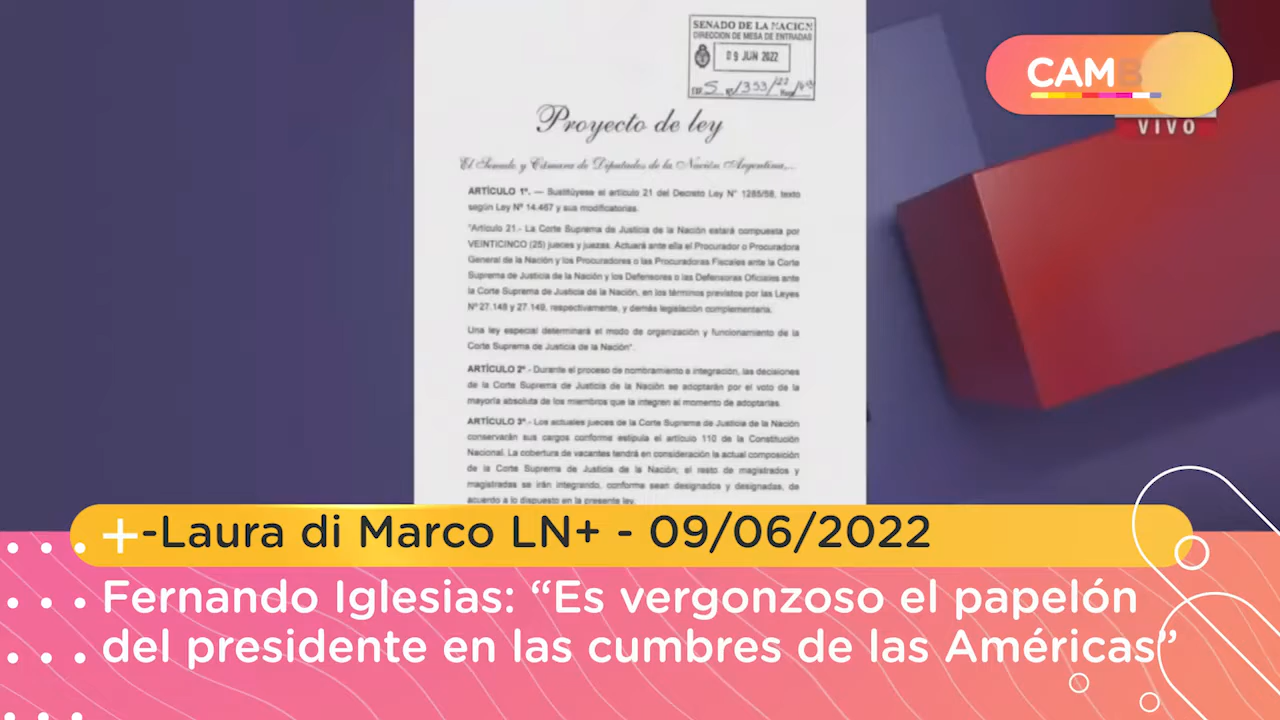 SENADO DE LA NACION
DIRECCION DE MESA DE ENTRADAS
09 JUN 2022
S 1353/22
CAMB
VIVO
Proyecto de ley
El Senado y Cámara de Diputados de la Nación Argentina,...
ARTÍCULO 1º. — Sustitúyese el artículo 21 del Decreto Ley N° 1285/58, texto
según Ley Nº 14.467 y sus modificatorias.
"Artículo 21.- La Corte Suprema de Justicia de la Nación estará compuesta por
VEINTICINCO (25) jueces y juezas. Actuará ante ella el Procurador o Procuradora
General de la Nación y los Procuradores o las Procuradoras Fiscales ante la Corte
Suprema de Justicia de la Nación y los Defensores o las Defensoras Oficiales ante
la Corte Suprema de Justicia de la Nación, en los términos previstos por las Leyes
Nº 27.148 y 27.149, respectivamente, y demás legislación complementaria.
Una ley especial determinará el modo de organización y funcionamiento de la
Corte Suprema de Justicia de la Nación".
ARTÍCULO 2º - Durante el proceso de nombramiento e integración, las decisiones
de la Corte Suprema de Justicia de la Nación se adoptarán por el voto de la
mayoría absoluta de los miembros que la integren al momento de adoptarlas.
ARTÍCULO 3º - Los actuales jueces de la Corte Suprema de Justicia de la Nación
conservarán sus cargos conforme estipula el artículo 110 de la Constitución
Nacional. La cobertura de vacantes tendrá en consideración la actual composición
de la Corte Suprema de Justicia de la Nación; el resto de magistrados y
magistradas se irán integrando, conforme sean designados y designadas, de
acuerdo a lo dispuesto en la presente ley.
+-Laura di Marco LN+ - 09/06/2022
Fernando Iglesias: “Es vergonzoso el papelón
del presidente en las cumbres de las Américas”